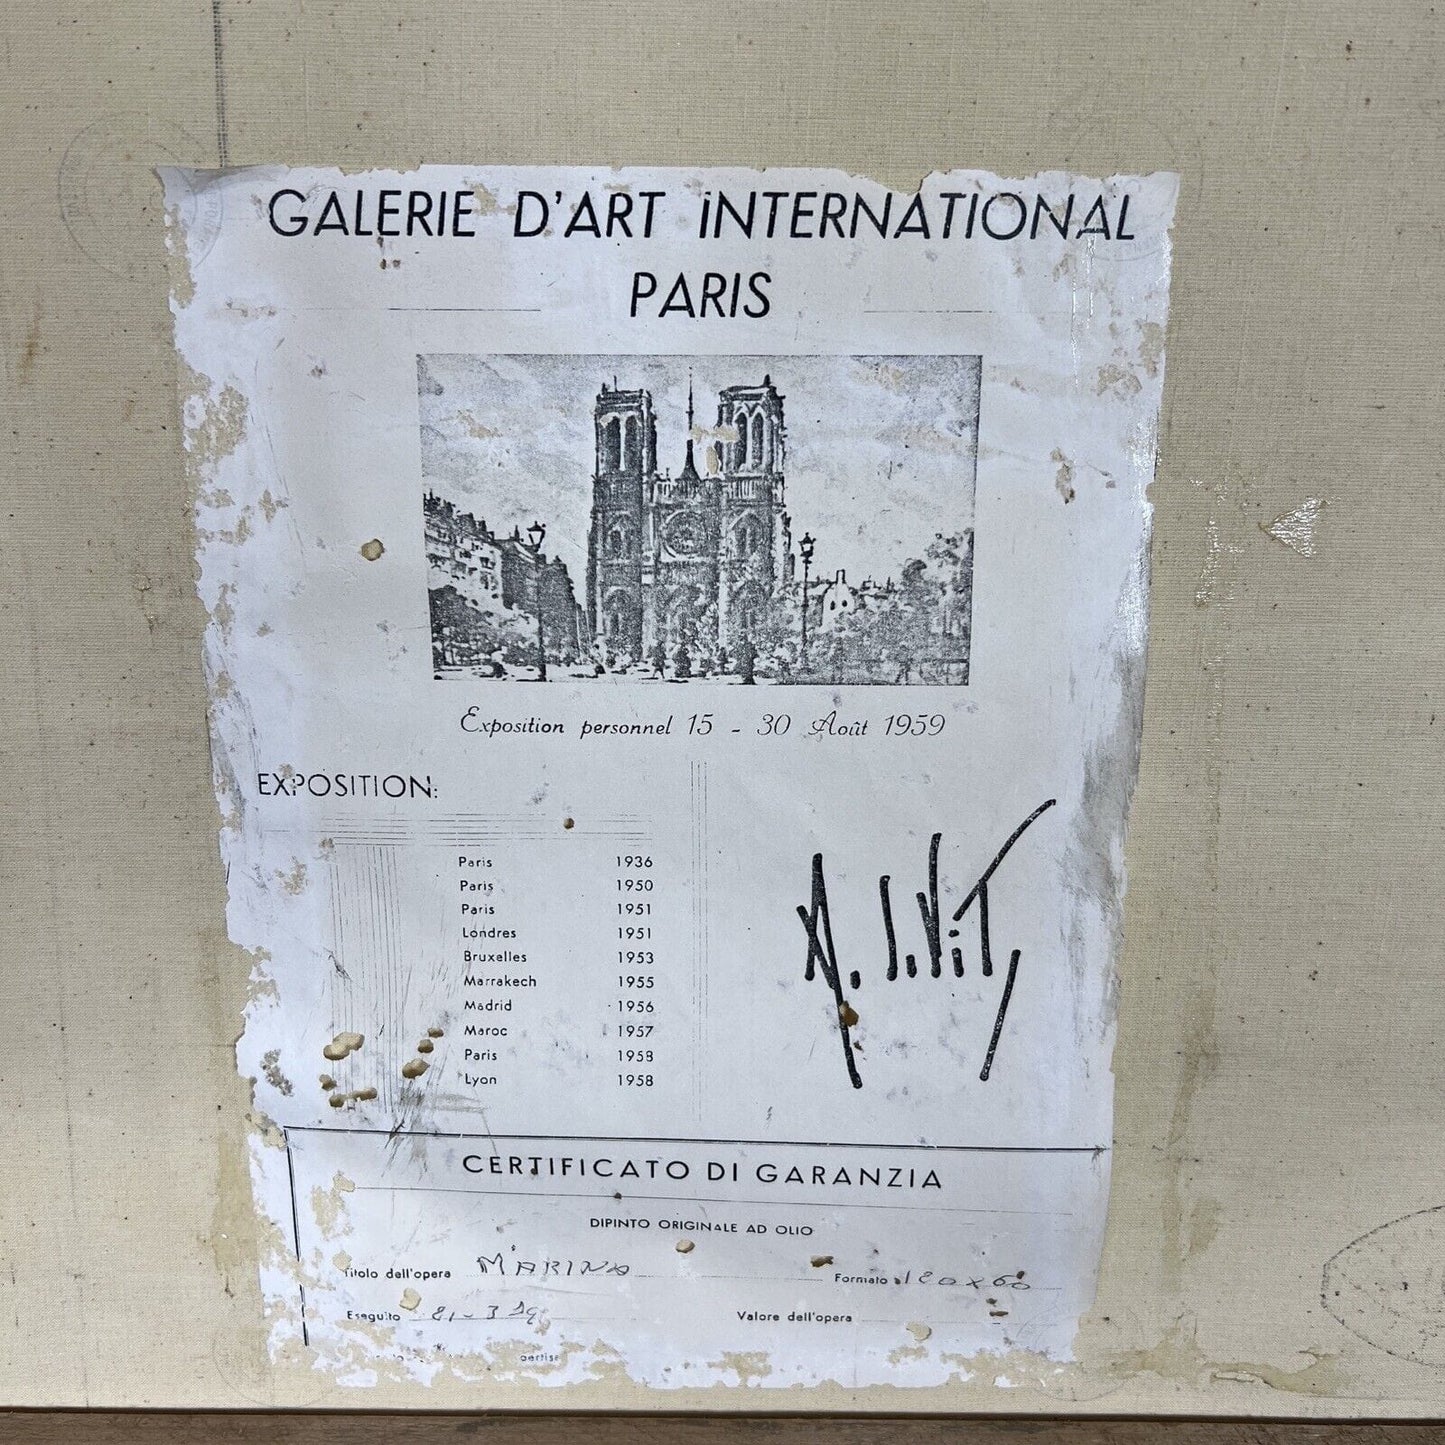 GALERIE D'ART INTERNATIONAL
PARIS
Exposition personnel 15 - 30 Août 1959
EXPOSITION:
Paris 1936
Paris 1950
Paris 1951
Londres 1951
Bruxelles 1953
Marrakech 1955
Madrid 1956
Maroc 1957
Paris 1958
Lyon 1958
CERTIFICATO DI GARANZIA
DIPINTO ORIGINALE AD OLIO
Titolo dell'opera MARINA Formato 120x60
Eseguito 21-3 Valore dell'opera